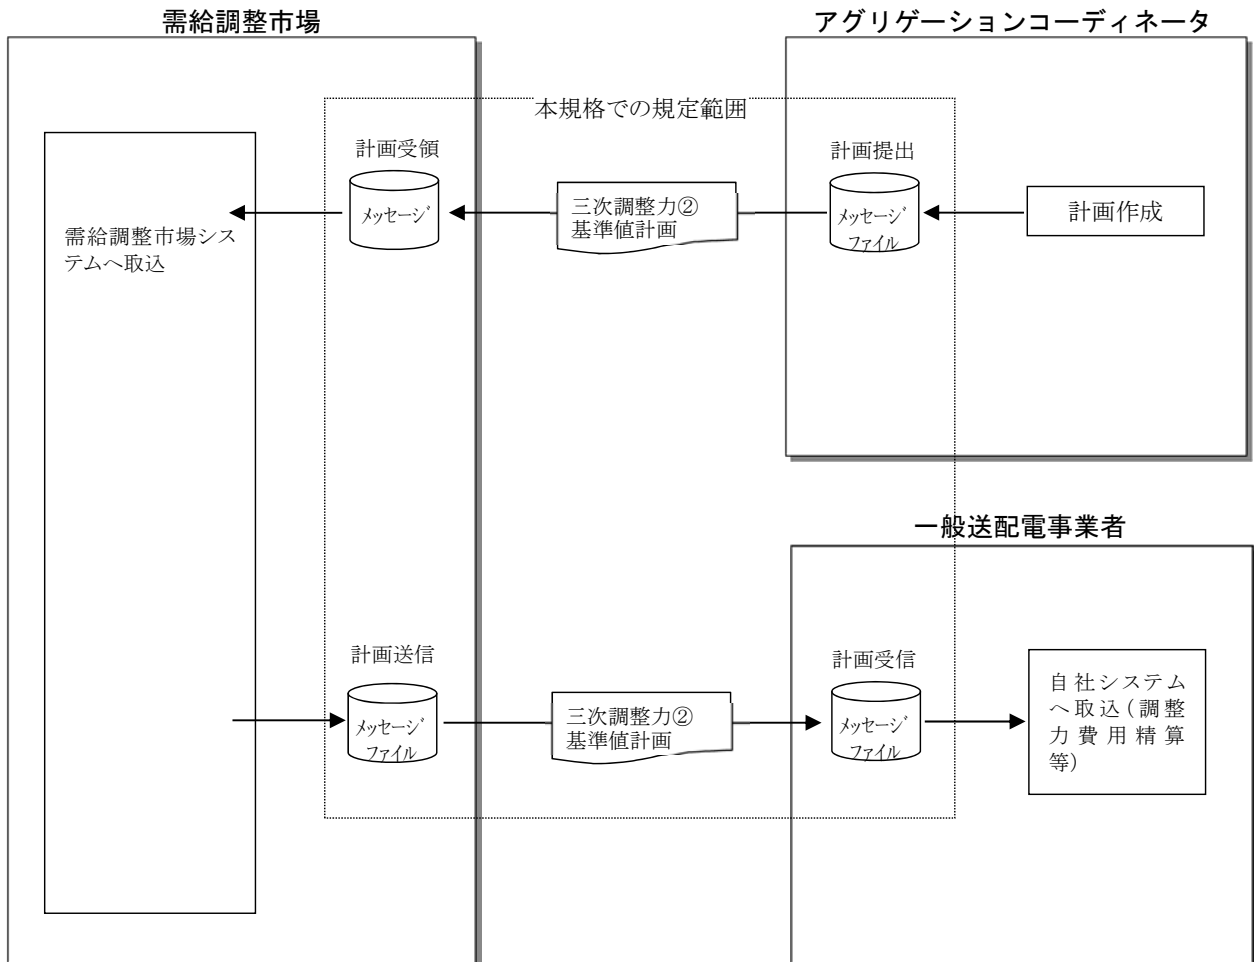 需給調整市場
アグリゲーションコーディネータ
本規格での規定範囲
計画受領
メッセージ
三次調整力②
基準値計画
計画提出
メッセージ
ファイル
計画作成
需給調整市場シス
テムへ取込
一般送配電事業者
計画送信
メッセージ
ファイル
三次調整力②
基準値計画
計画受信
メッセージ
ファイル
自社システム
へ取込（調整
力費用精算
等）